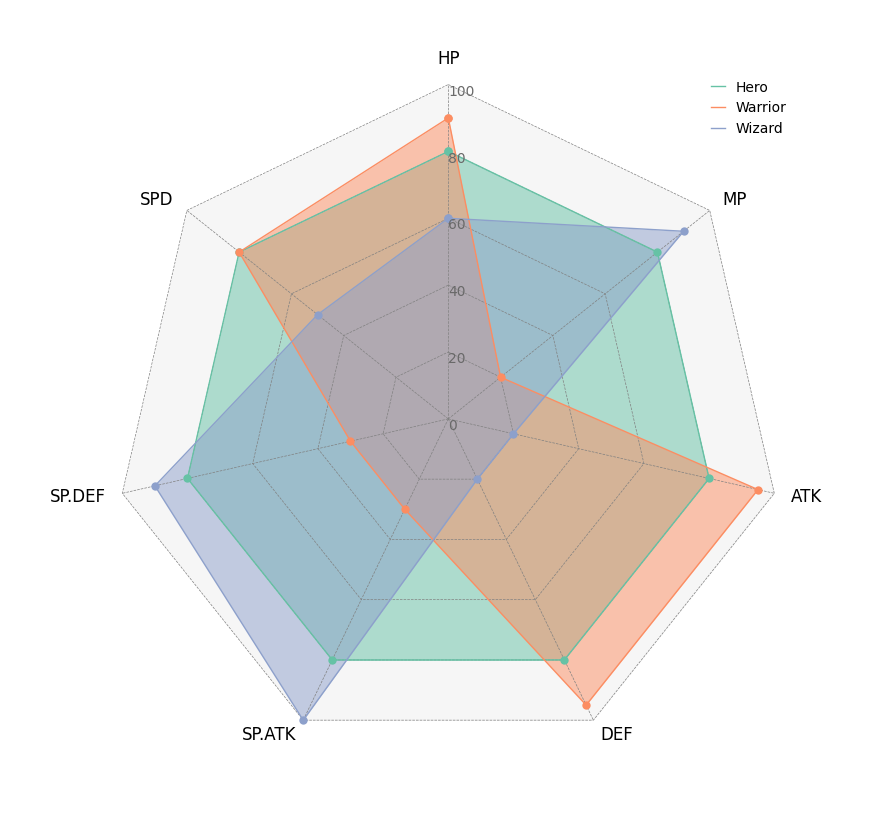 HP
100
Hero
Warrior
Wizard
80
SPD
MP
60
40
20
0
SP.DEF
ATK
SP.ATK
DEF